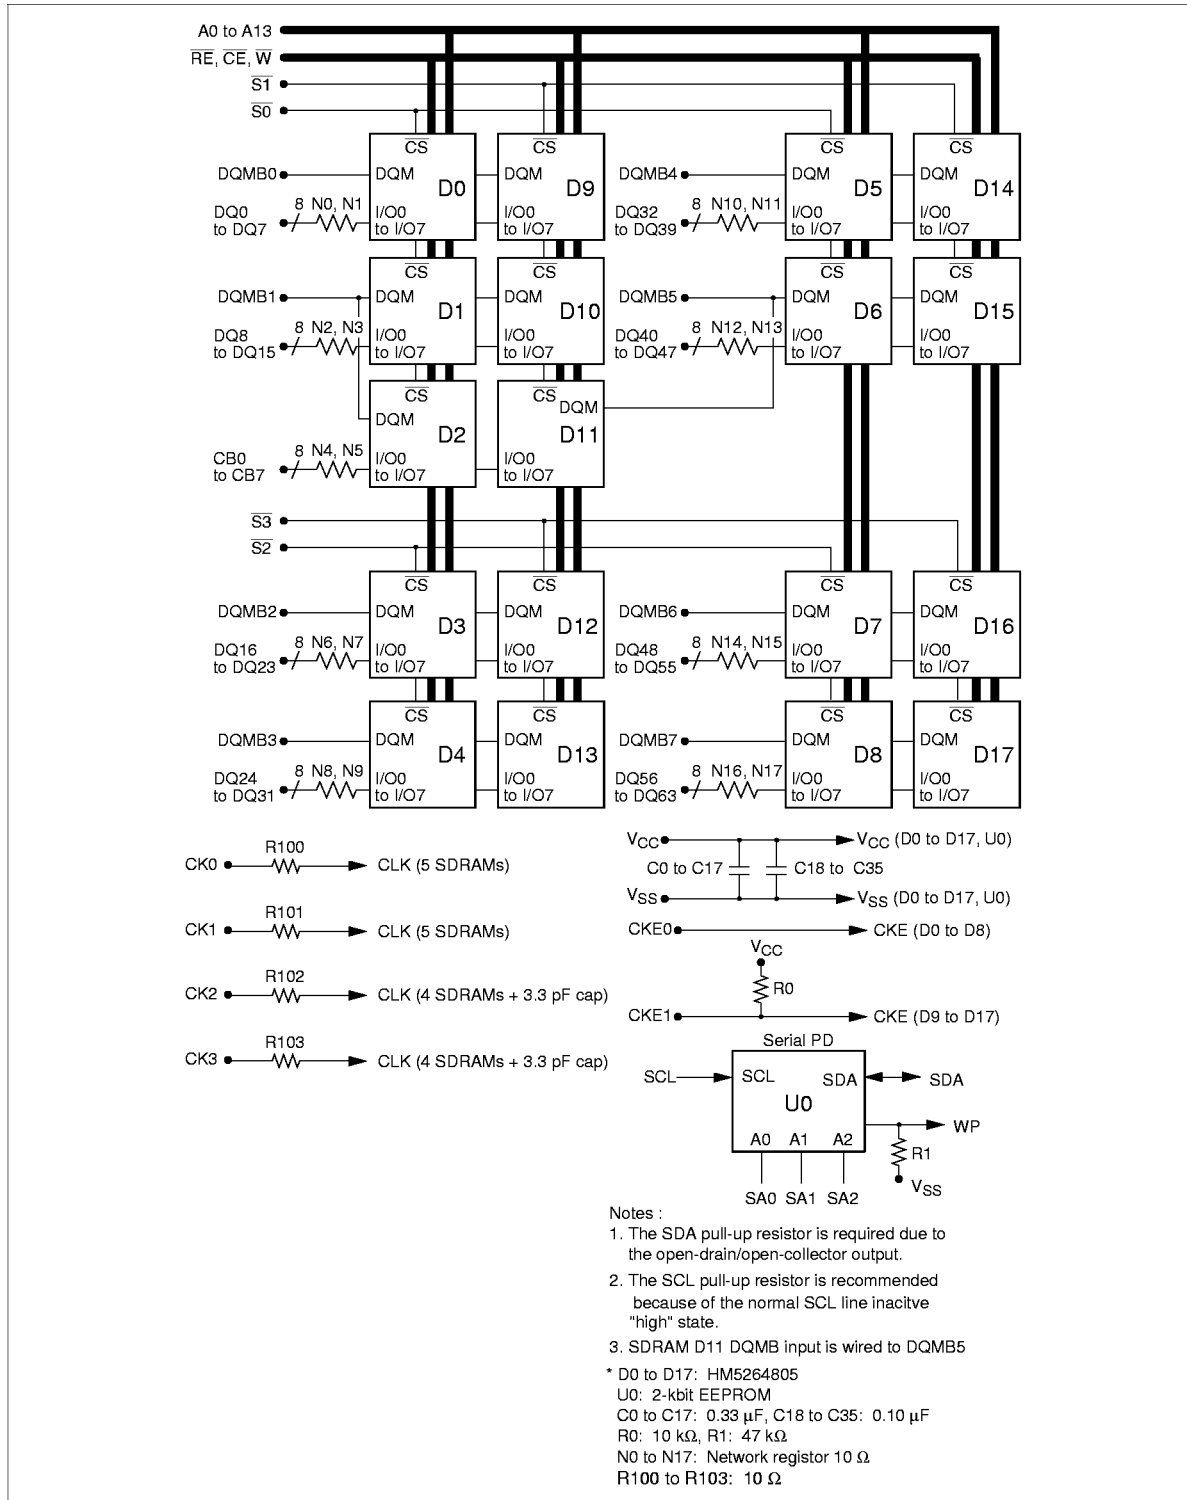 A0 to A13
RE, CE, W
S1
S0
CS CS CS CS
DQMB0 DQM D0 D9 DQMB4 DQM D5 D14
DQ0 to DQ7 8 N0, N1 I/O0 to I/O7 I/O0 to I/O7 DQ32 to DQ39 8 N10, N11 I/O0 to I/O7 I/O0 to I/O7
CS CS CS CS
DQMB1 DQM D1 DQM D10 DQMB5 DQM D6 DQM D15
DQ8 to DQ15 8 N2, N3 I/O0 to I/O7 I/O0 to I/O7 DQ40 to DQ47 8 N12, N13 I/O0 to I/O7 I/O0 to I/O7
CS CS
DQM D2 DQM D11
CB0 to CB7 8 N4, N5 I/O0 to I/O7 I/O0 to I/O7
S3
S2
CS CS CS CS
DQMB2 DQM D3 DQM D12 DQMB6 DQM D7 DQM D16
DQ16 to DQ23 8 N6, N7 I/O0 to I/O7 I/O0 to I/O7 DQ48 to DQ55 8 N14, N15 I/O0 to I/O7 I/O0 to I/O7
CS CS CS CS
DQMB3 DQM D4 DQM D13 DQMB7 DQM D8 DQM D17
DQ24 to DQ31 8 N8, N9 I/O0 to I/O7 I/O0 to I/O7 DQ56 to DQ63 8 N16, N17 I/O0 to I/O7 I/O0 to I/O7
R100
CK0 CLK (5 SDRAMs)
R101
CK1 CLK (5 SDRAMs)
R102
CK2 CLK (4 SDRAMs + 3.3 pF cap)
R103
CK3 CLK (4 SDRAMs + 3.3 pF cap)
VCC VCC (D0 to D17, U0)
C0 to C17 C18 to C35
VSS VSS (D0 to D17, U0)
CKE0 CKE (D0 to D8)
VCC
R0
CKE1 CKE (D9 to D17)
Serial PD
SCL SCL SDA SDA
U0
WP
A0 A1 A2 R1
SA0 SA1 SA2 VSS
Notes :
1. The SDA pull-up resistor is required due to
the open-drain/open-collector output.
2. The SCL pull-up resistor is recommended
because of the normal SCL line inacitve
"high" state.
3. SDRAM D11 DQMB input is wired to DQMB5
* D0 to D17: HM5264805
U0: 2-kbit EEPROM
C0 to C17: 0.33 µF, C18 to C35: 0.10 µF
R0: 10 kΩ, R1: 47 kΩ
N0 to N17: Network registor 10 Ω
R100 to R103: 10 Ω